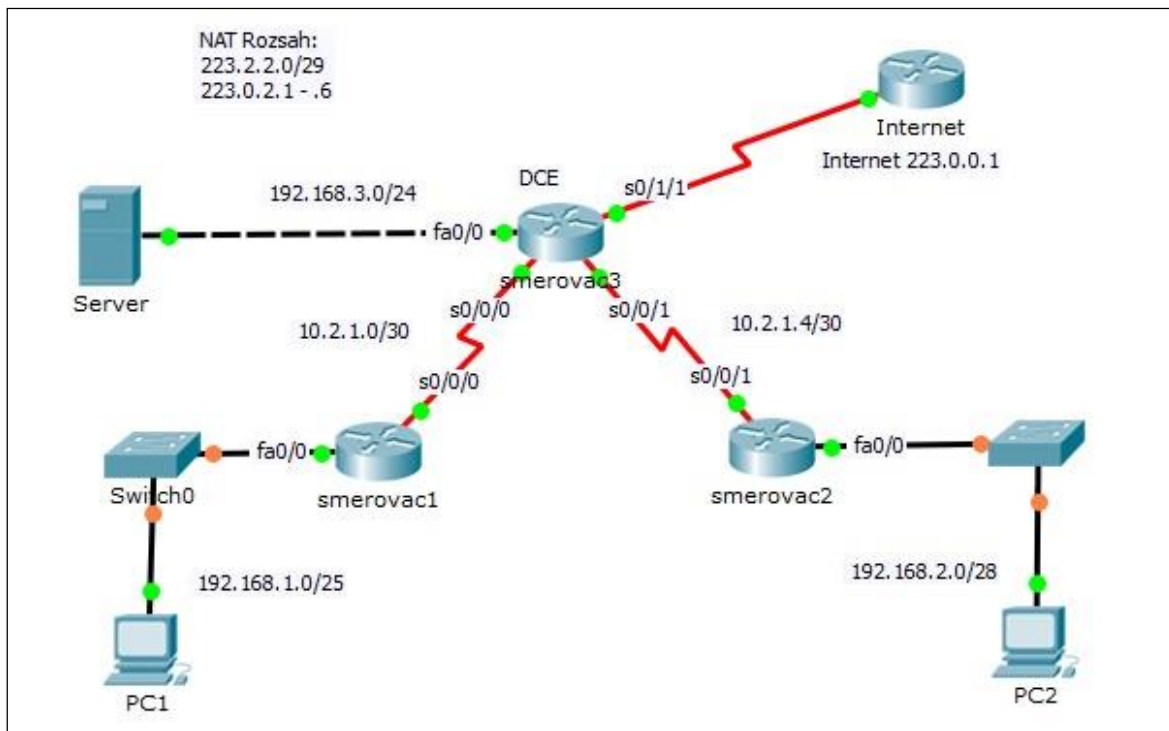 NAT Rozsah:
223.2.2.0/29
223.0.2.1 - .6
Internet
Internet 223.0.0.1
DCE
s0/1/1
192.168.3.0/24
fa0/0
smerovac3
Server
s0/0/0
s0/0/1
10.2.1.0/30
10.2.1.4/30
s0/0/0
s0/0/1
fa0/0
fa0/0
Switch0
smerovac1
smerovac2
192.168.1.0/25
192.168.2.0/28
PC1
PC2